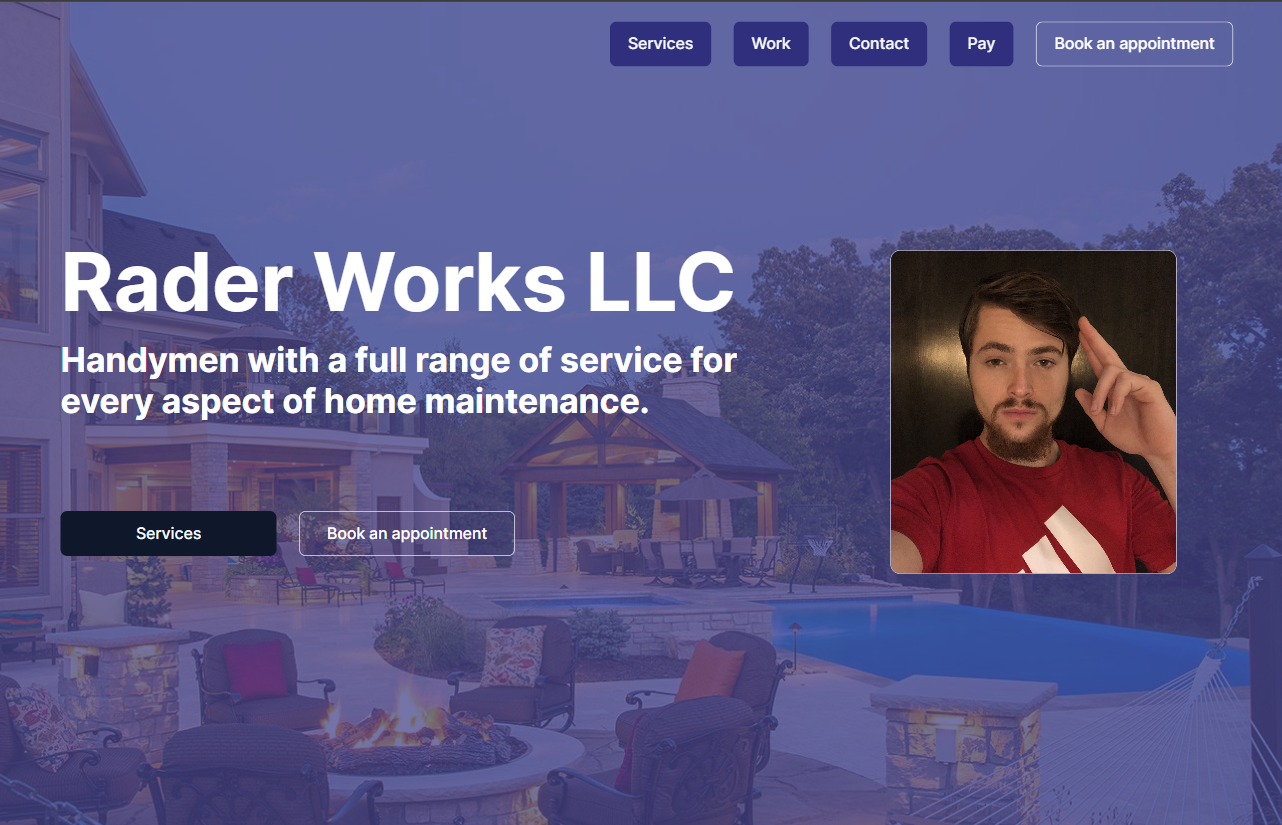 Services
Work
Contact
Pay
Book an appointment
Rader Works LLC
Handymen with a full range of service for
every aspect of home maintenance.
Services
Book an appointment